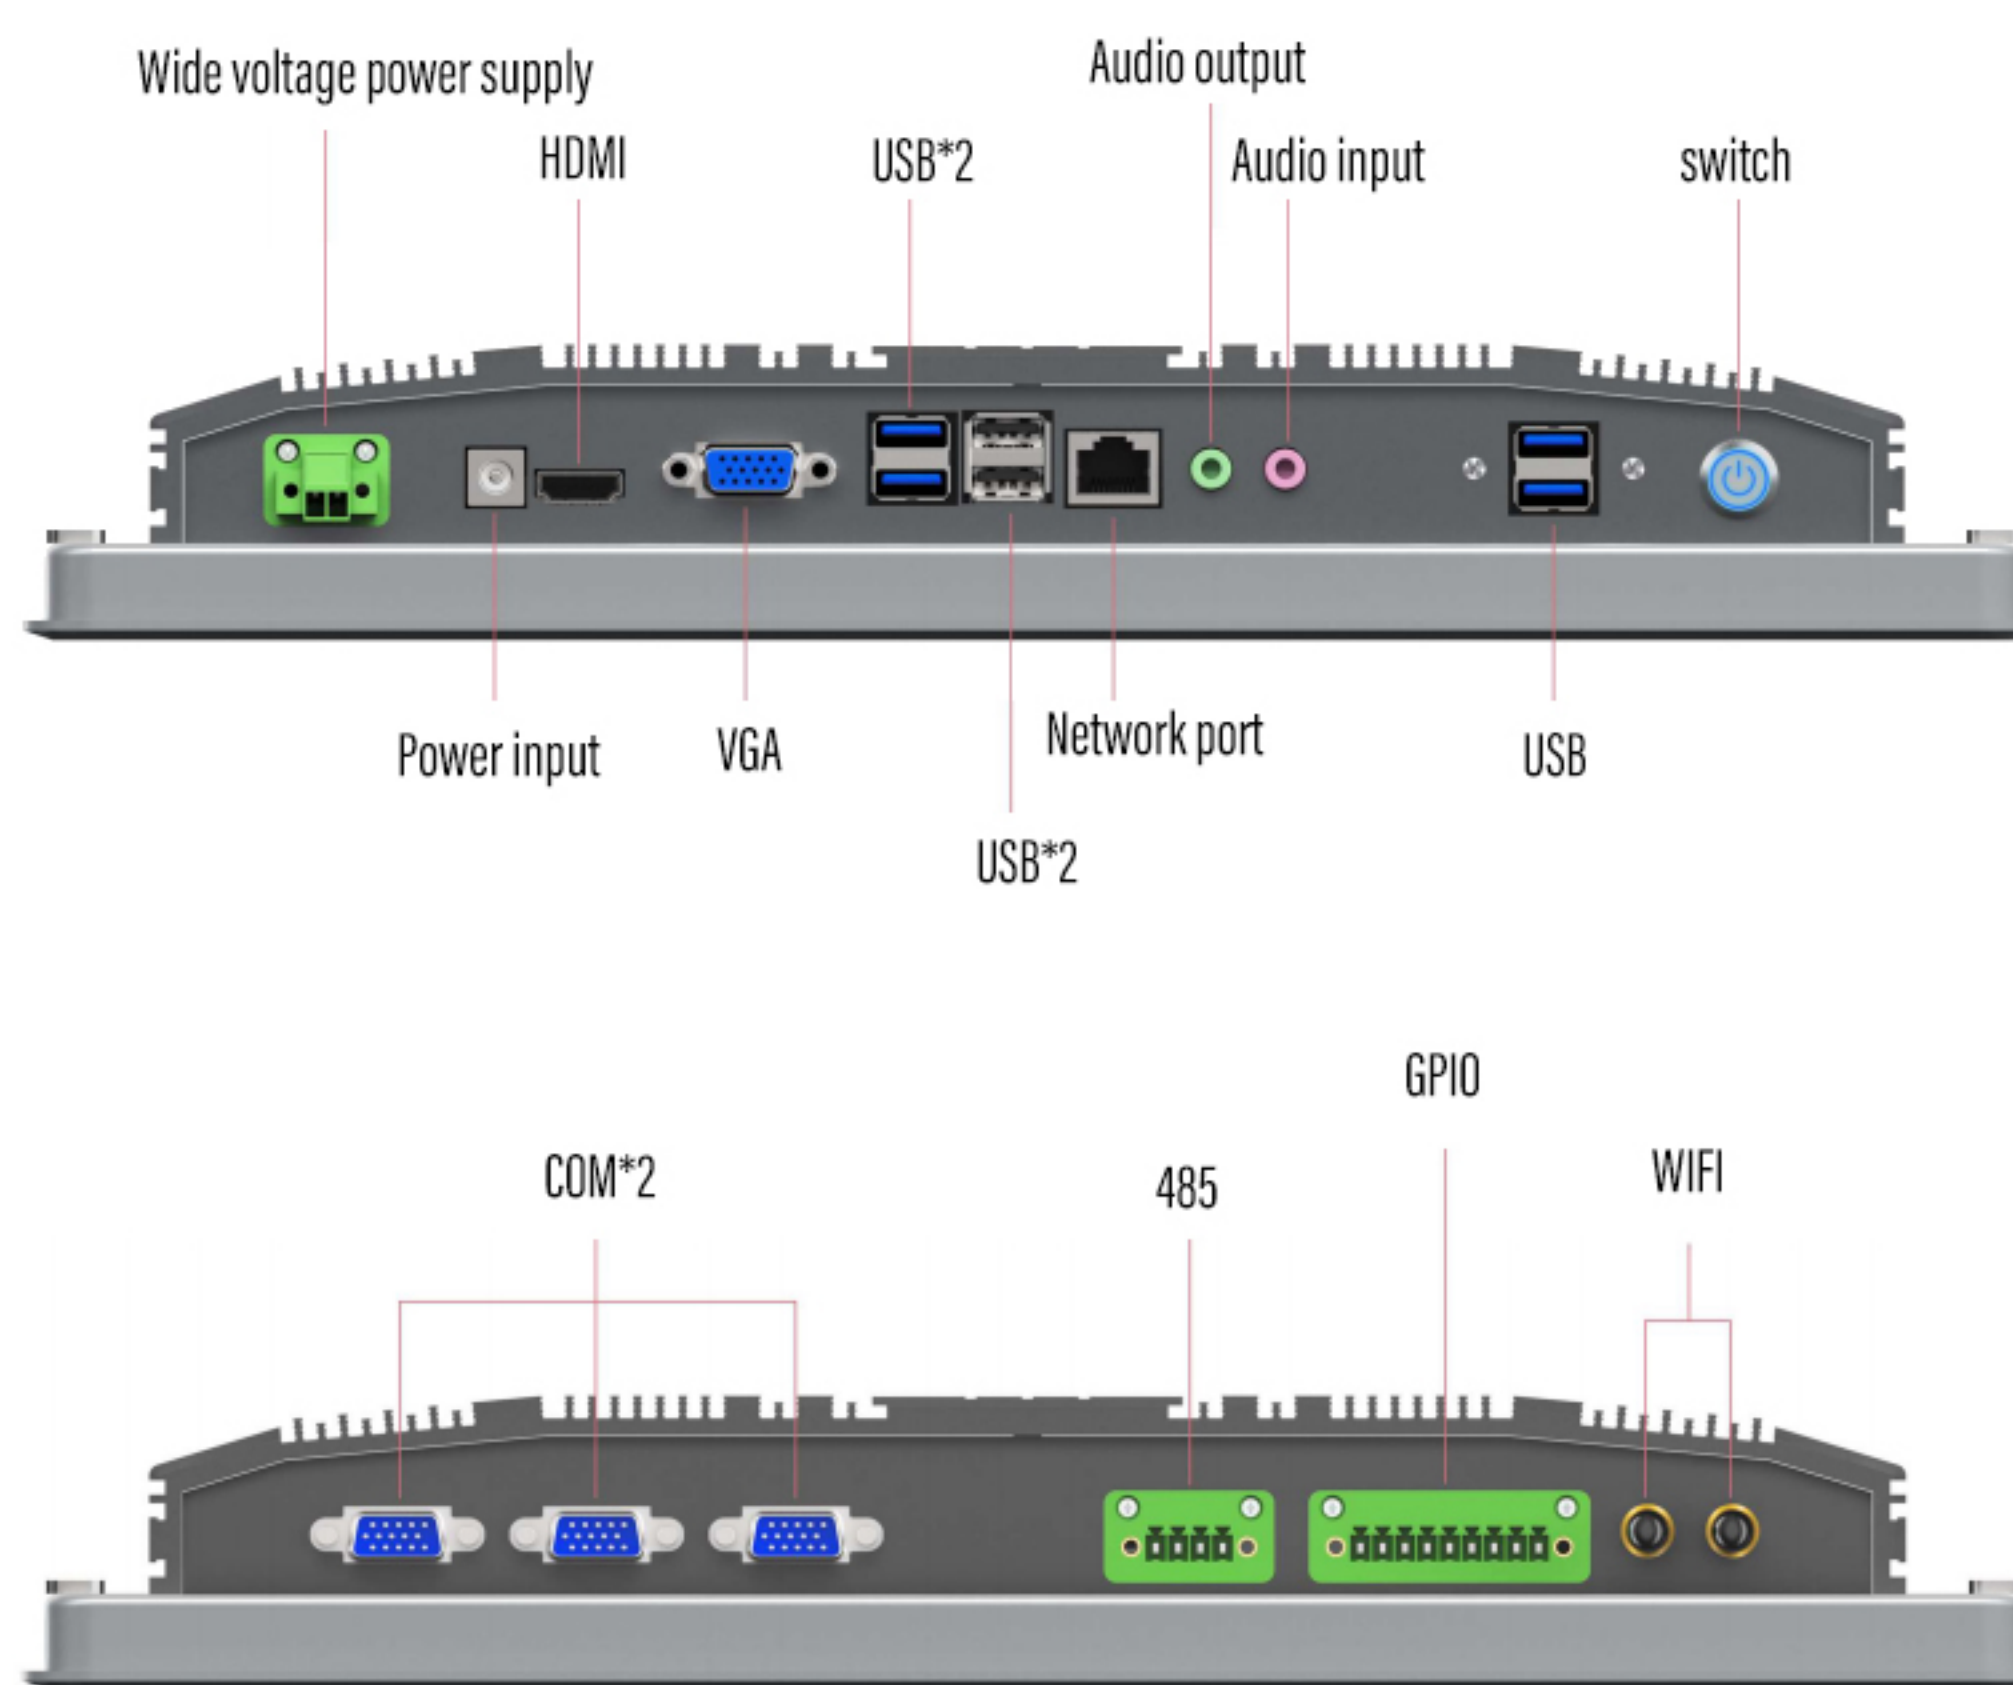 Wide voltage power supply
Audio output
HDMI
USB*2
Audio input
switch
Power input
VGA
Network port
USB
USB*2
GPIO
COM*2
485
WIFI